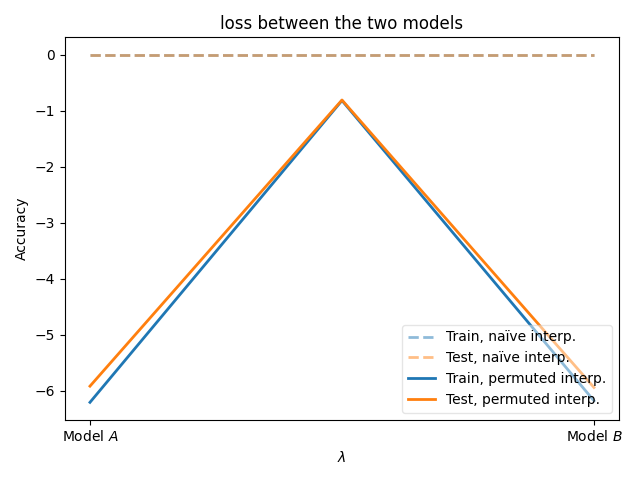 loss between the two models
Accuracy
0
−1
−2
−3
−4
−5
−6
Train, naïve interp.
Test, naïve interp.
Train, permuted interp.
Test, permuted interp.
Model A
Model B
λ